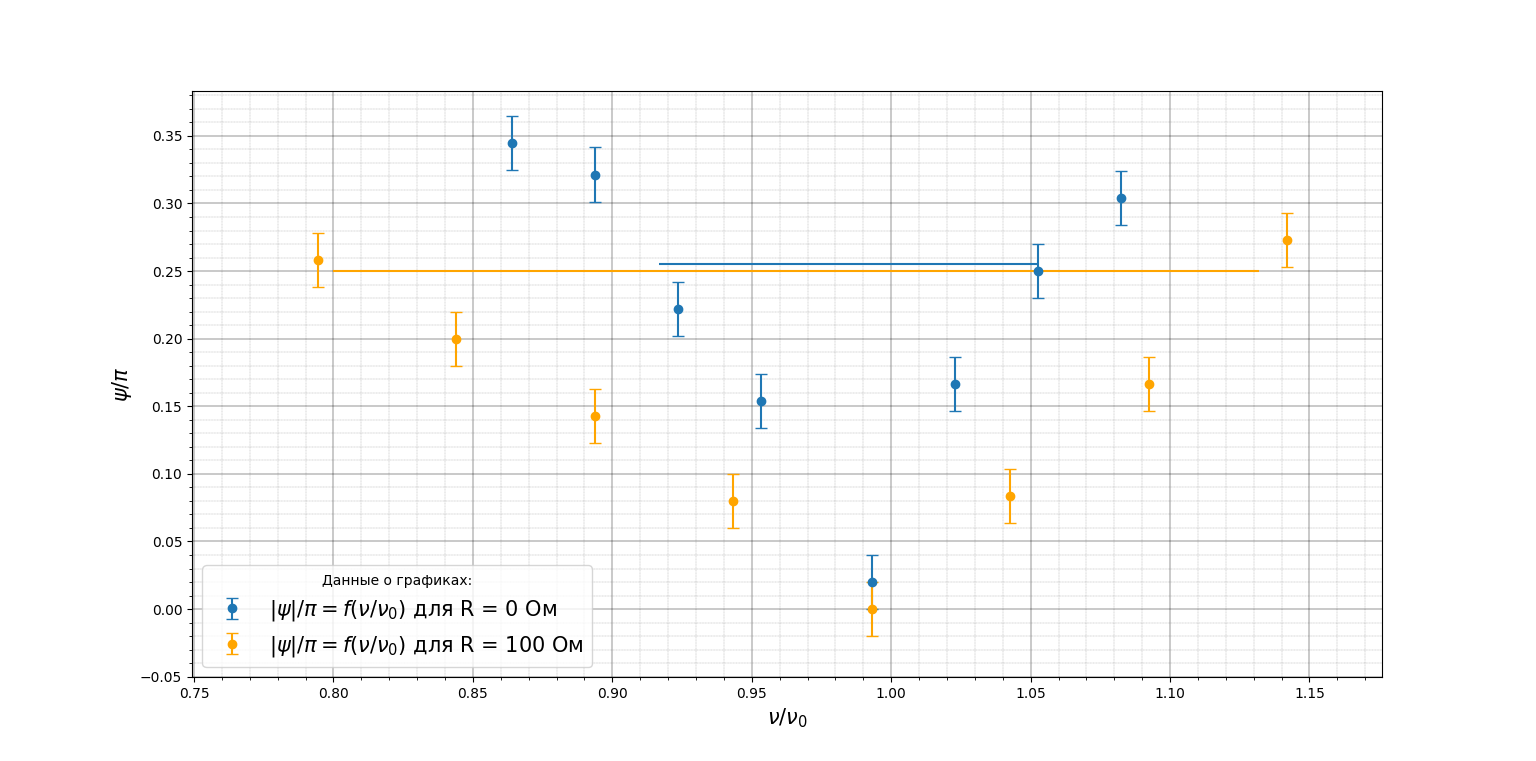 0.35
0.30
0.25
0.20
0.15
0.10
0.05
0.00
−0.05
ψ/π
Данные о графиках:
|ψ|/π = f(ν/ν₀) для R = 0 Ом
|ψ|/π = f(ν/ν₀) для R = 100 Ом
0.75 0.80 0.85 0.90 0.95 1.00 1.05 1.10 1.15
ν/ν₀